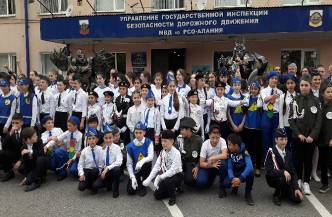 УПРАВЛЕНИЕ ГОСУДАРСТВЕННОЙ ИНСПЕКЦИИ
БЕЗОПАСНОСТИ ДОРОЖНОГО ДВИЖЕНИЯ
МВД по РСО-АЛАНИЯ